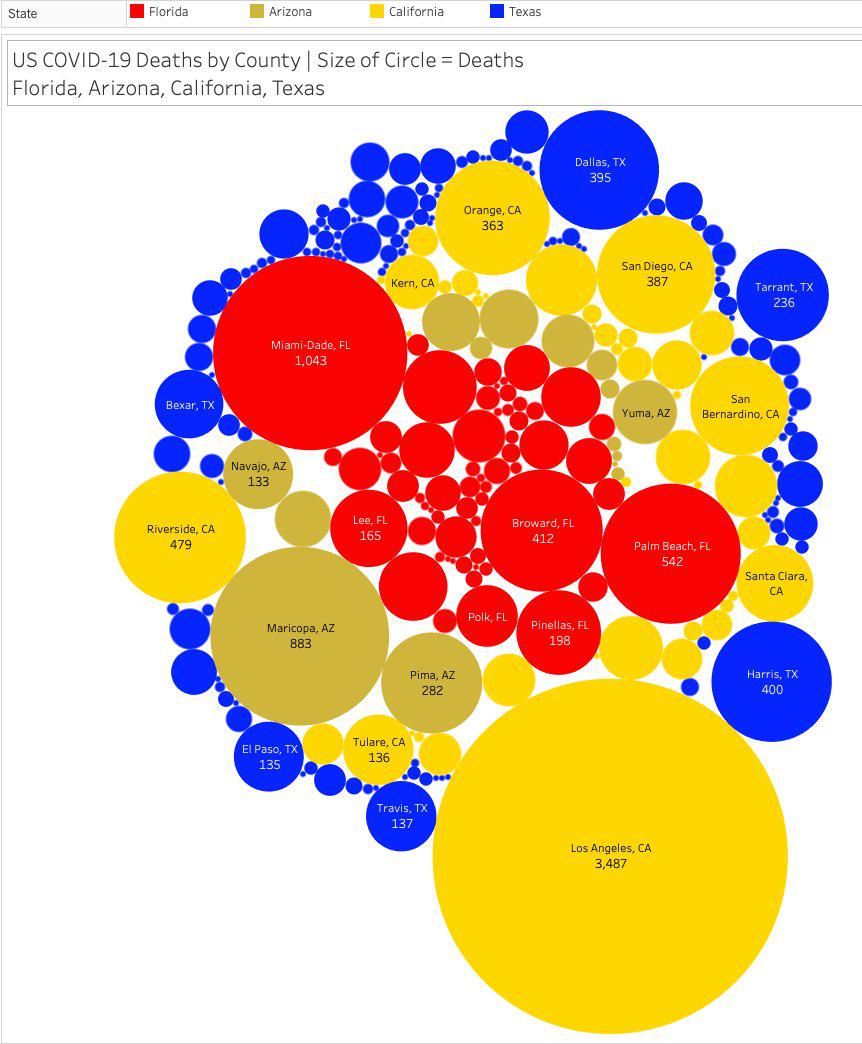 State
Florida
Arizona
California
Texas
US COVID-19 Deaths by County | Size of Circle = Deaths
Florida, Arizona, California, Texas
Dallas, TX
395
Orange, CA
363
San Diego, CA
387
Kern, CA
Tarrant, TX
236
Miami-Dade, FL
1,043
Bexar, TX
Yuma, AZ
San
Bernardino, CA
Navajo, AZ
133
Riverside, CA
479
Lee, FL
165
Broward, FL
412
Palm Beach, FL
542
Santa Clara,
CA
Maricopa, AZ
883
Polk, FL
Pinellas, FL
198
Pima, AZ
282
Harris, TX
400
El Paso, TX
135
Tulare, CA
136
Travis, TX
137
Los Angeles, CA
3,487